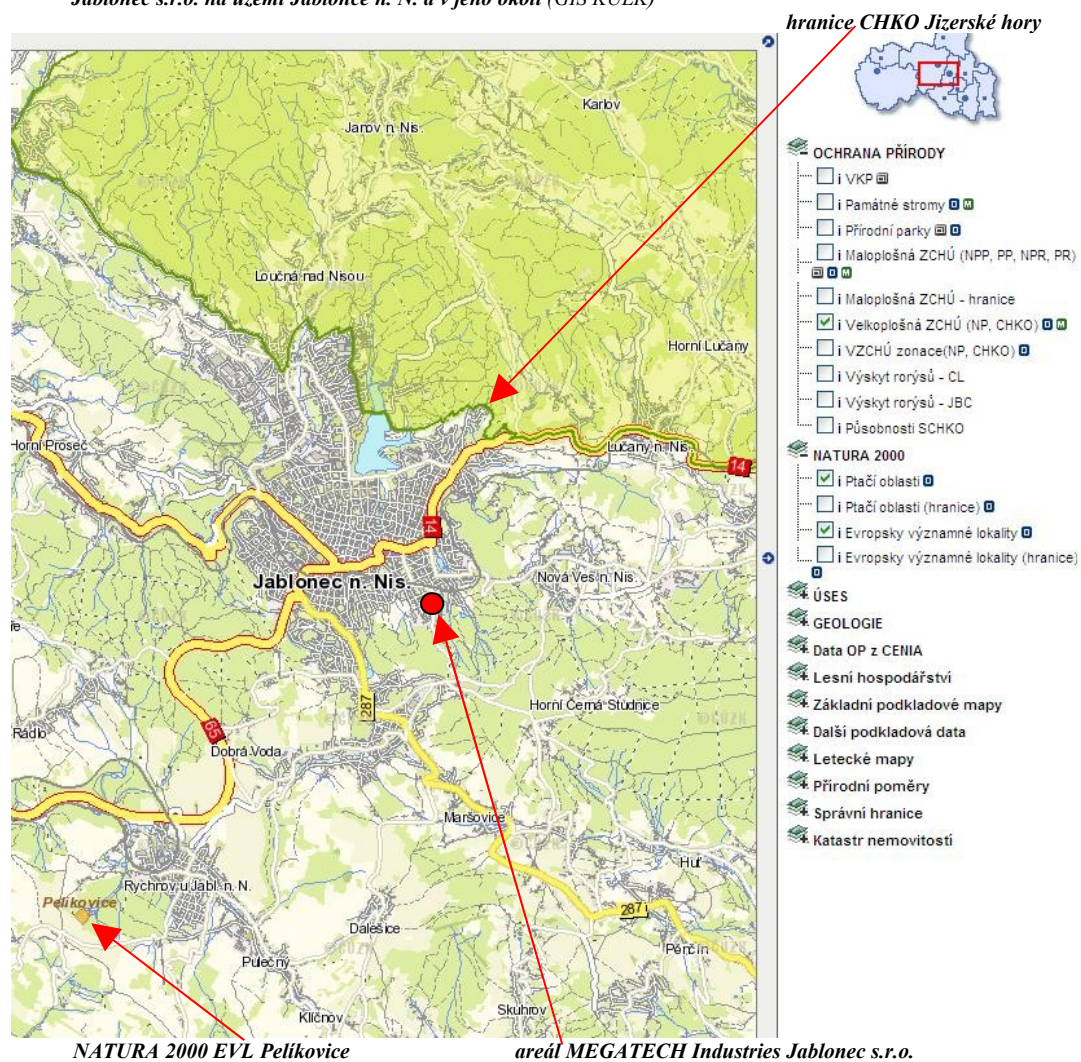 Jablonec s.r.o. na území Jablonce n. N. a v jeho okolí (GIS KÚLK)
hranice CHKO Jizerské hory
Karlov
Janov n. Nis.
Loučná nad Nisou
Horní Lučany
Horní Proseč
Lučany n. Nis.
14
14
Jablonec n. Nis.
Nová Ves n. Nis.
Horní Černá Studnice
287
65
Rádlo
Dobrá Voda
Maršovice
Huť
Rychnov u Jabl. n. N.
Pelíkovice
287
Dalešice
Pěnčín
Pulečný
Skuhrov
Klíčnov
©ČÚZK
OCHRANA PŘÍRODY
i VKP
i Památné stromy
i Přírodní parky
i Maloplošná ZCHÚ (NPP, PP, NPR, PR)
i Maloplošná ZCHÚ - hranice
i Velkoplošná ZCHÚ (NP, CHKO)
i VZCHÚ zonace(NP, CHKO)
i Výskyt rorýsů - CL
i Výskyt rorýsů - JBC
i Působnosti SCHKO
NATURA 2000
i Ptačí oblasti
i Ptačí oblasti (hranice)
i Evropsky významné lokality
i Evropsky významné lokality (hranice)
ÚSES
GEOLOGIE
Data OP z CENIA
Lesní hospodářství
Základní podkladové mapy
Další podkladová data
Letecké mapy
Přírodní poměry
Správní hranice
Katastr nemovitostí
NATURA 2000 EVL Pelíkovice
areál MEGATECH Industries Jablonec s.r.o.